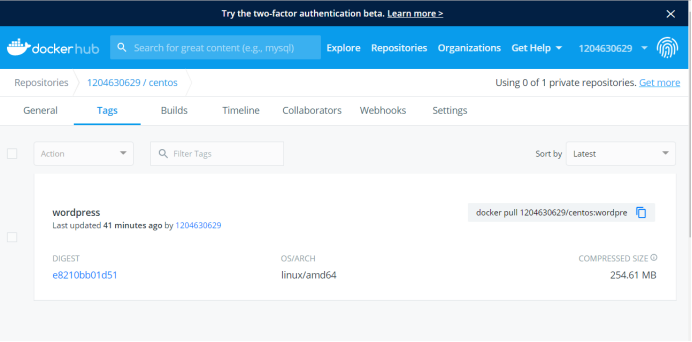 Try the two-factor authentication beta. Learn more >
dockerhub
Search for great content (e.g., mysql)
Explore Repositories Organizations Get Help 1204630629
Repositories 1204630629 / centos Using 0 of 1 private repositories. Get more
General Tags Builds Timeline Collaborators Webhooks Settings
Action Filter Tags Sort by Latest
wordpress docker pull 1204630629/centos:wordpre
Last updated 41 minutes ago by 1204630629
DIGEST OS/ARCH COMPRESSED SIZE
e8210bb01d51 linux/amd64 254.61 MB